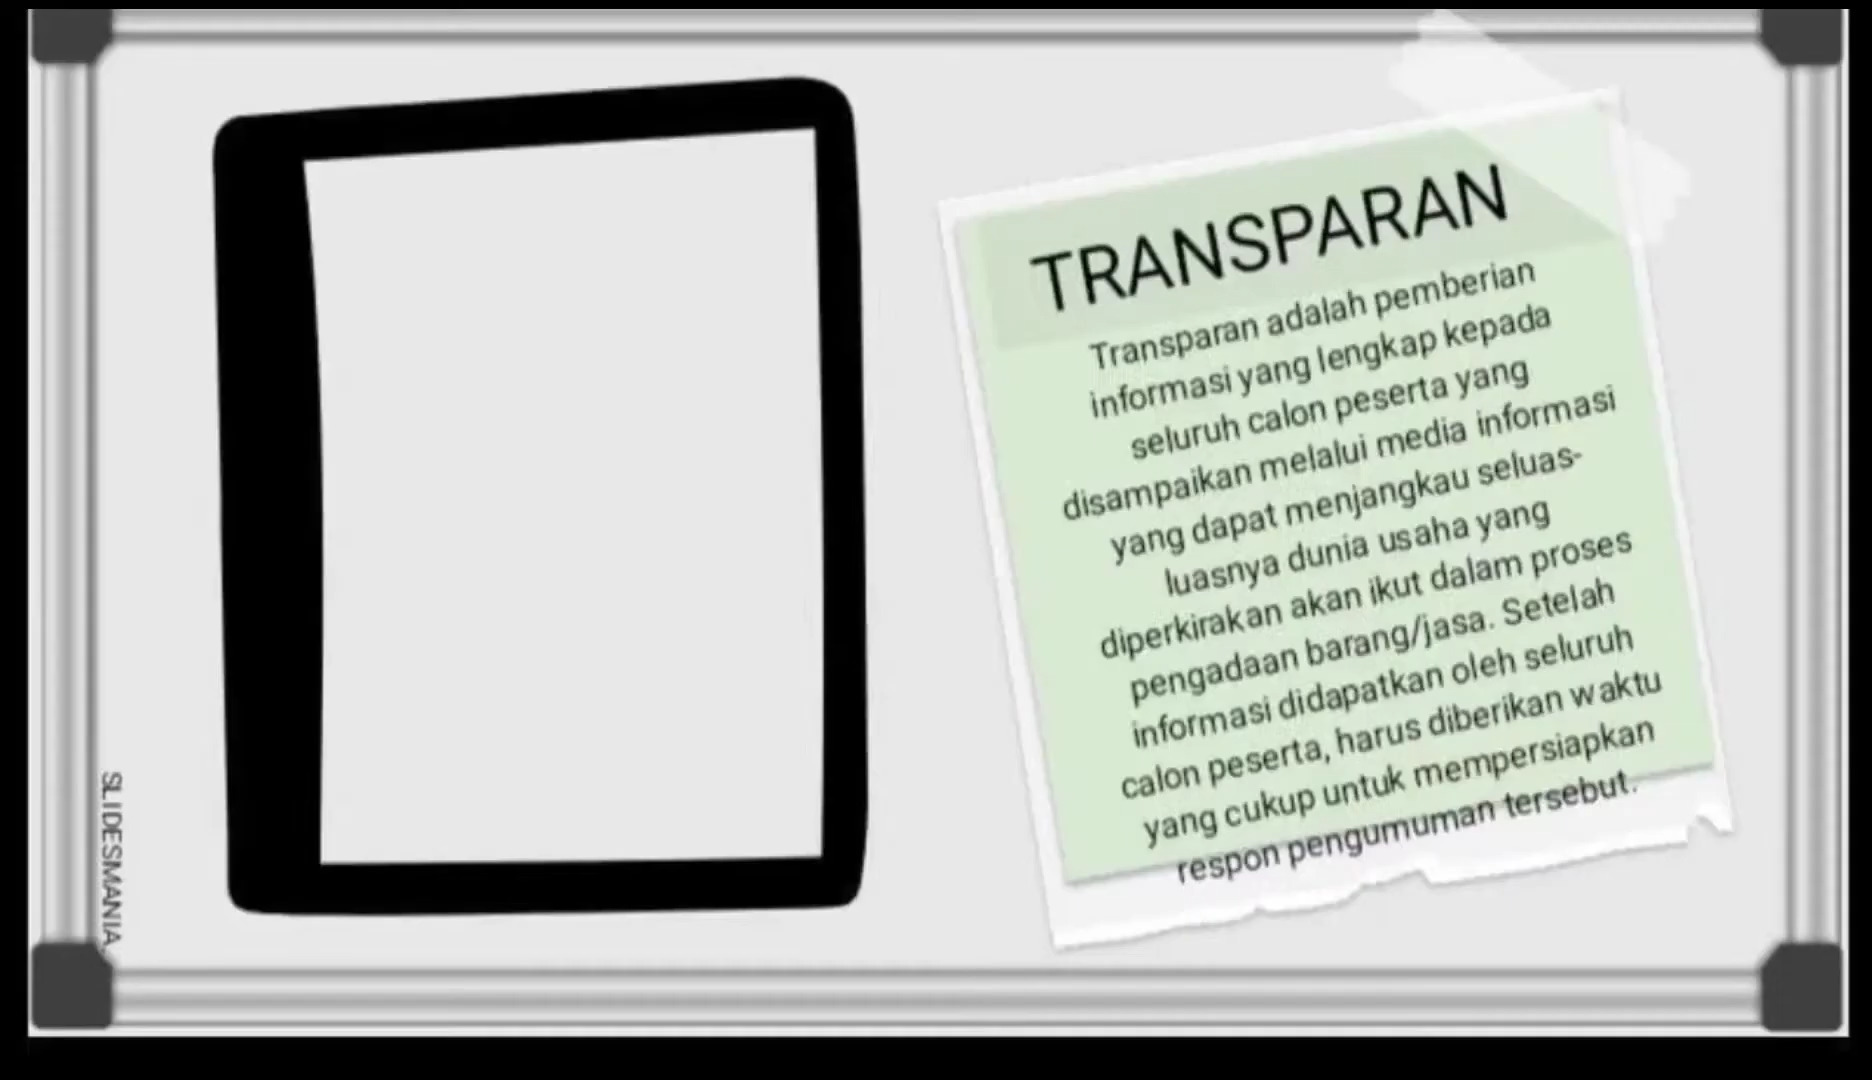 TRANSPARAN
Transparan adalah pemberian
informasi yang lengkap kepada
seluruh calon peserta yang
disampaikan melalui media informasi
yang dapat menjangkau seluas-
luasnya dunia usaha yang
diperkirakan akan ikut dalam proses
pengadaan barang/jasa. Setelah
informasi didapatkan oleh seluruh
calon peserta, harus diberikan waktu
yang cukup untuk mempersiapkan
respon pengumuman tersebut.
SLIDESMANIA